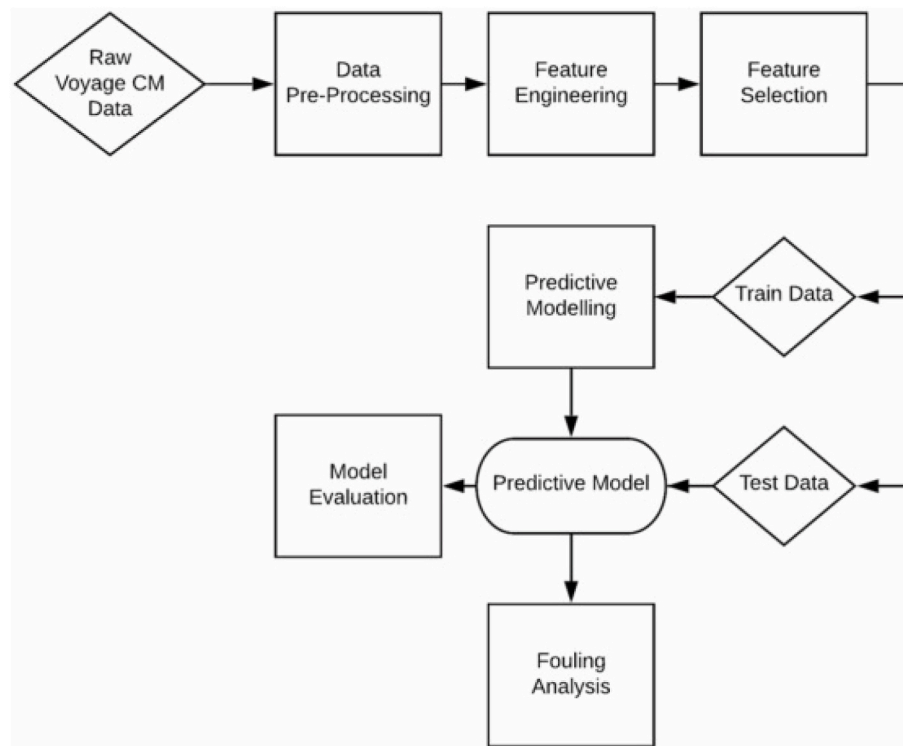 Raw
Voyage CM
Data
Data
Pre-Processing
Feature
Engineering
Feature
Selection
Predictive
Modelling
Train Data
Model
Evaluation
Predictive Model
Test Data
Fouling
Analysis